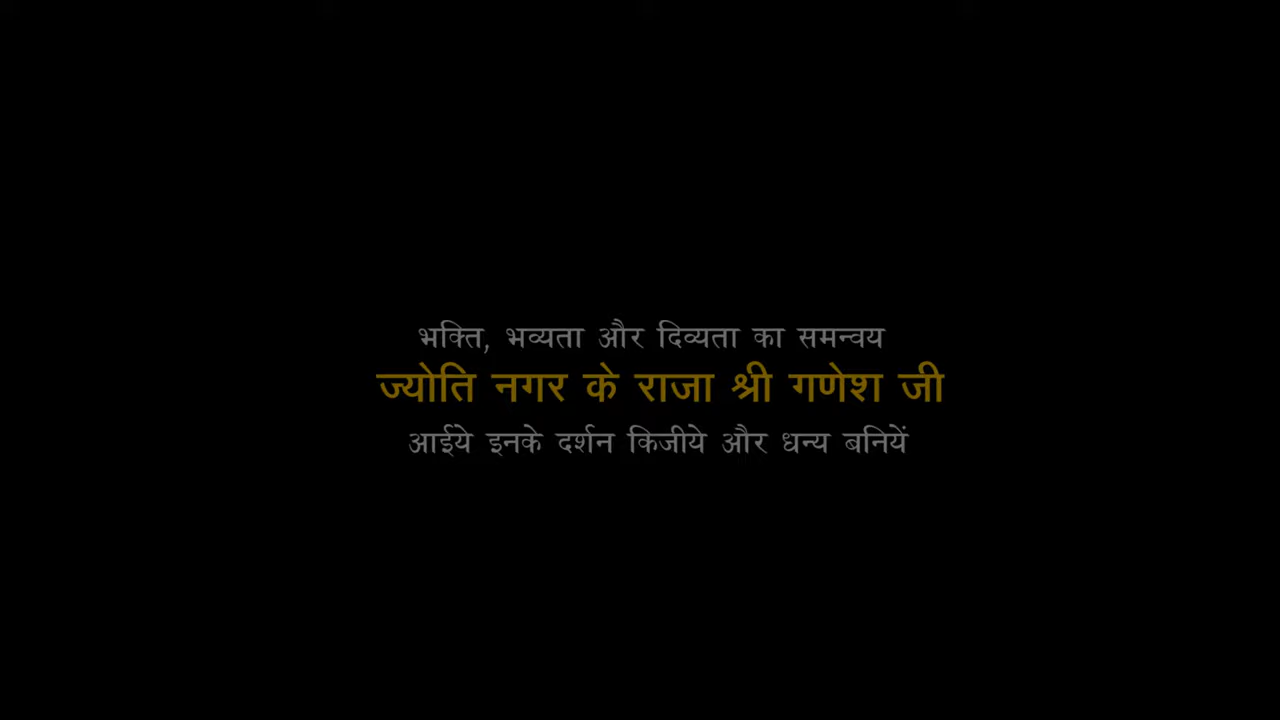 भक्ति, भव्यता और दिव्यता का समन्वय
ज्योति नगर के राजा श्री गणेश जी
आईये इनके दर्शन किजीये और धन्य बनियें